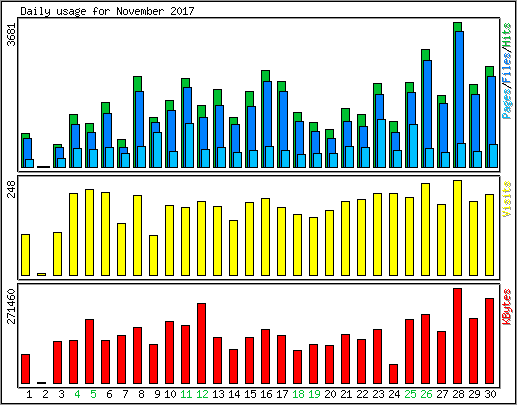 Daily usage for November 2017
3681
Pages/Files/Hits
248
Visits
271460
KBytes
1 2 3 4 5 6 7 8 9 10 11 12 13 14 15 16 17 18 19 20 21 22 23 24 25 26 27 28 29 30